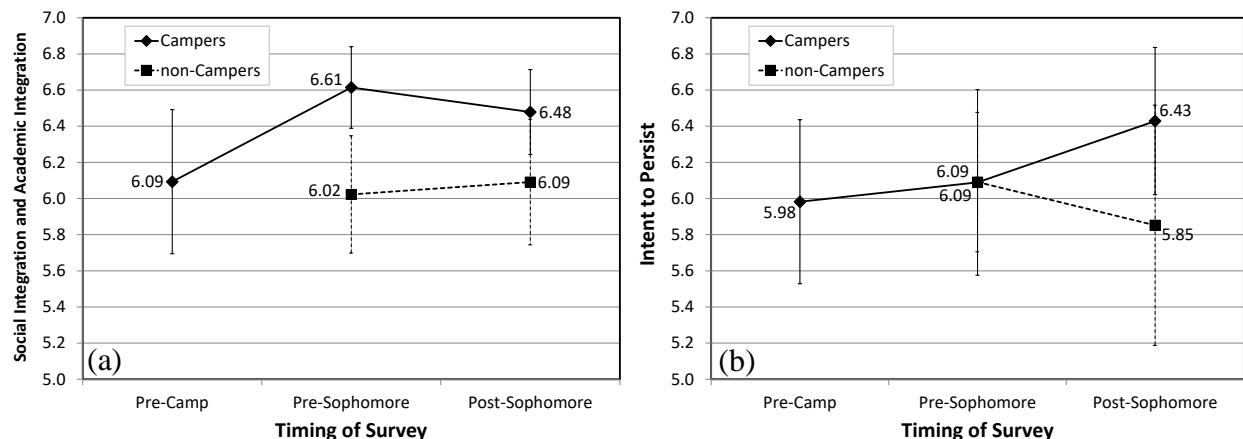 7.0
6.8
6.6
6.4
6.2
6.0
5.8
5.6
5.4
5.2
5.0
Social Integration and Academic Integration
Campers
non-Campers
6.09
6.61
6.48
6.02
6.09
(a)
Pre-Camp Pre-Sophomore Post-Sophomore
Timing of Survey
7.0
6.8
6.6
6.4
6.2
6.0
5.8
5.6
5.4
5.2
5.0
Intent to Persist
Campers
non-Campers
5.98
6.09
6.09
6.43
5.85
(b)
Pre-Camp Pre-Sophomore Post-Sophomore
Timing of Survey